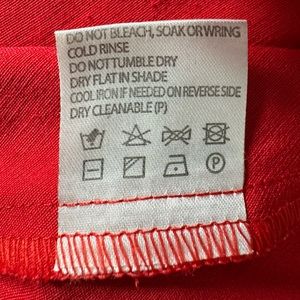 DO NOT BLEACH, SOAK OR WRING
COLD RINSE
DO NOT TUMBLE DRY
DRY FLAT IN SHADE
COOL IRON IF NEEDED ON REVERSE SIDE
DRY CLEANABLE (P)
P